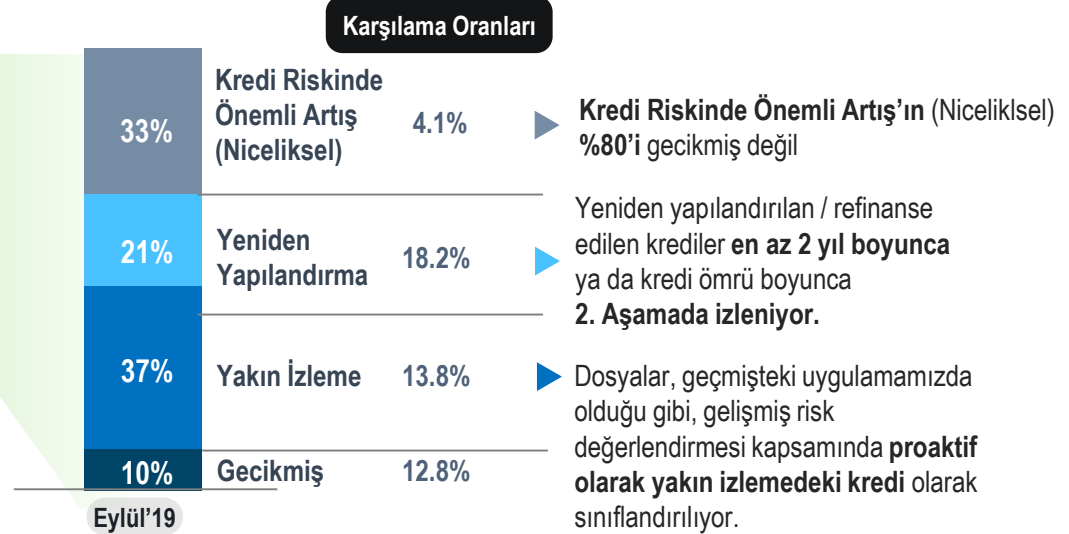 Karşılama Oranları
33%
Kredi Riskinde
Önemli Artış
(Niceliksel)
4.1%
Kredi Riskinde Önemli Artış’ın (Niceliklsel)
%80’i gecikmiş değil
21%
Yeniden
Yapılandırma
18.2%
Yeniden yapılandırılan / refinanse
edilen krediler en az 2 yıl boyunca
ya da kredi ömrü boyunca
2. Aşamada izleniyor.
37%
Yakın İzleme
13.8%
Dosyalar, geçmişteki uygulamamızda
olduğu gibi, gelişmiş risk
değerlendirmesi kapsamında proaktif
olarak yakın izlemedeki kredi olarak
sınıflandırılıyor.
10%
Gecikmiş
12.8%
Eylül’19